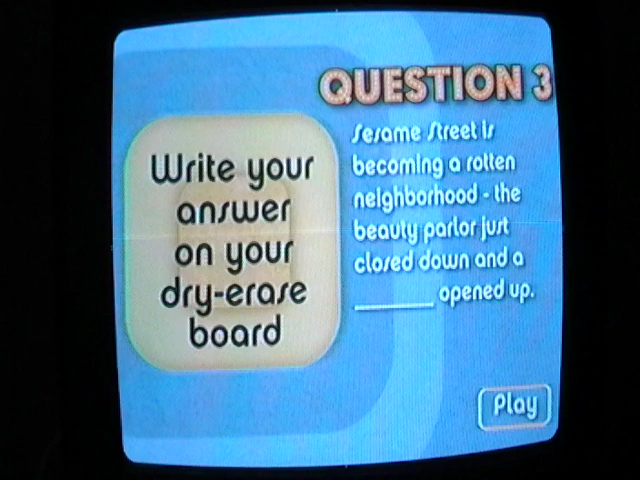 QUESTION 3
Write your
answer
on your
dry-erase
board
Sesame Street is
becoming a rotten
neighborhood - the
beauty parlor just
closed down and a
________ opened up.
Play